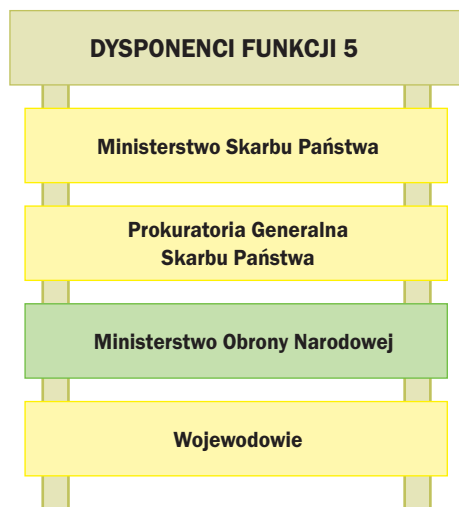 DYSPONENCI FUNKCJI 5
Ministerstwo Skarbu Państwa
Prokuratoria Generalna
Skarbu Państwa
Ministerstwo Obrony Narodowej
Wojewodowie